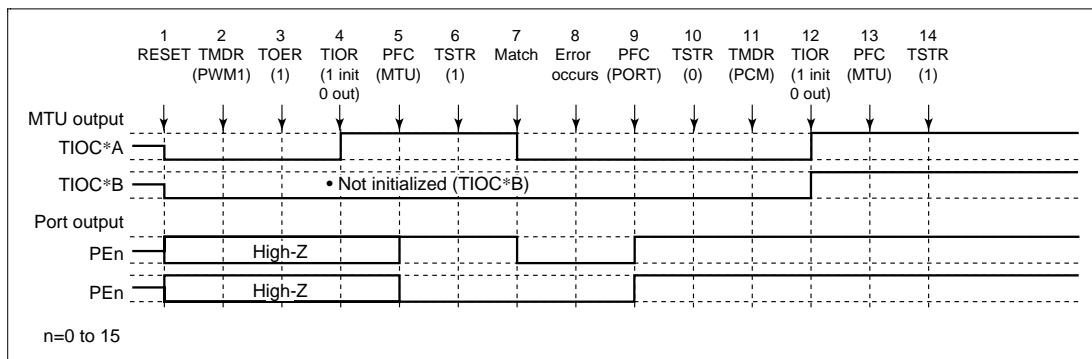 1 2 3 4 5 6 7 8 9 10 11 12 13 14
RESET TMDR TOER TIOR PFC TSTR Match Error PFC TSTR TMDR TIOR PFC TSTR
(PWM1) (1) (1 init (MTU) (1) occurs (PORT) (0) (PCM) (1 init (MTU) (1)
0 out) 0 out)
MTU output
TIOC*A
TIOC*B
• Not initialized (TIOC*B)
Port output
PEn
High-Z
PEn
High-Z
n=0 to 15